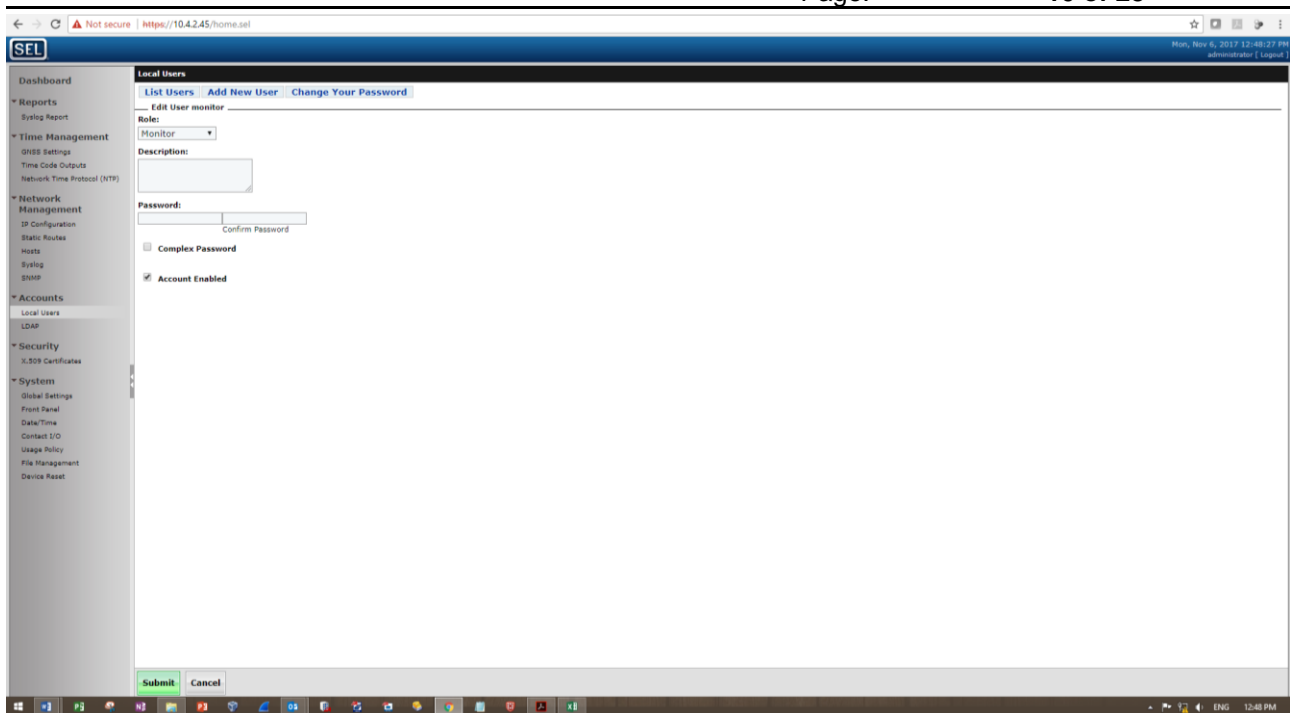 Not secure | https://10.4.2.45/home.sel
SEL
Mon, Nov 6, 2017 12:48:27 PM
administrator [ Logout ]
Dashboard
Reports
Syslog Report
Time Management
GNSS Settings
Time Code Outputs
Network Time Protocol (NTP)
Network
Management
IP Configuration
Static Routes
Hosts
Syslog
SNMP
Accounts
Local Users
LDAP
Security
X.509 Certificates
System
Global Settings
Front Panel
Date/Time
Contact I/O
Usage Policy
File Management
Device Reset
Local Users
List Users Add New User Change Your Password
Edit User monitor
Role:
Monitor
Description:
Password:
Confirm Password
Complex Password
Account Enabled
Submit Cancel
ENG 12:48 PM